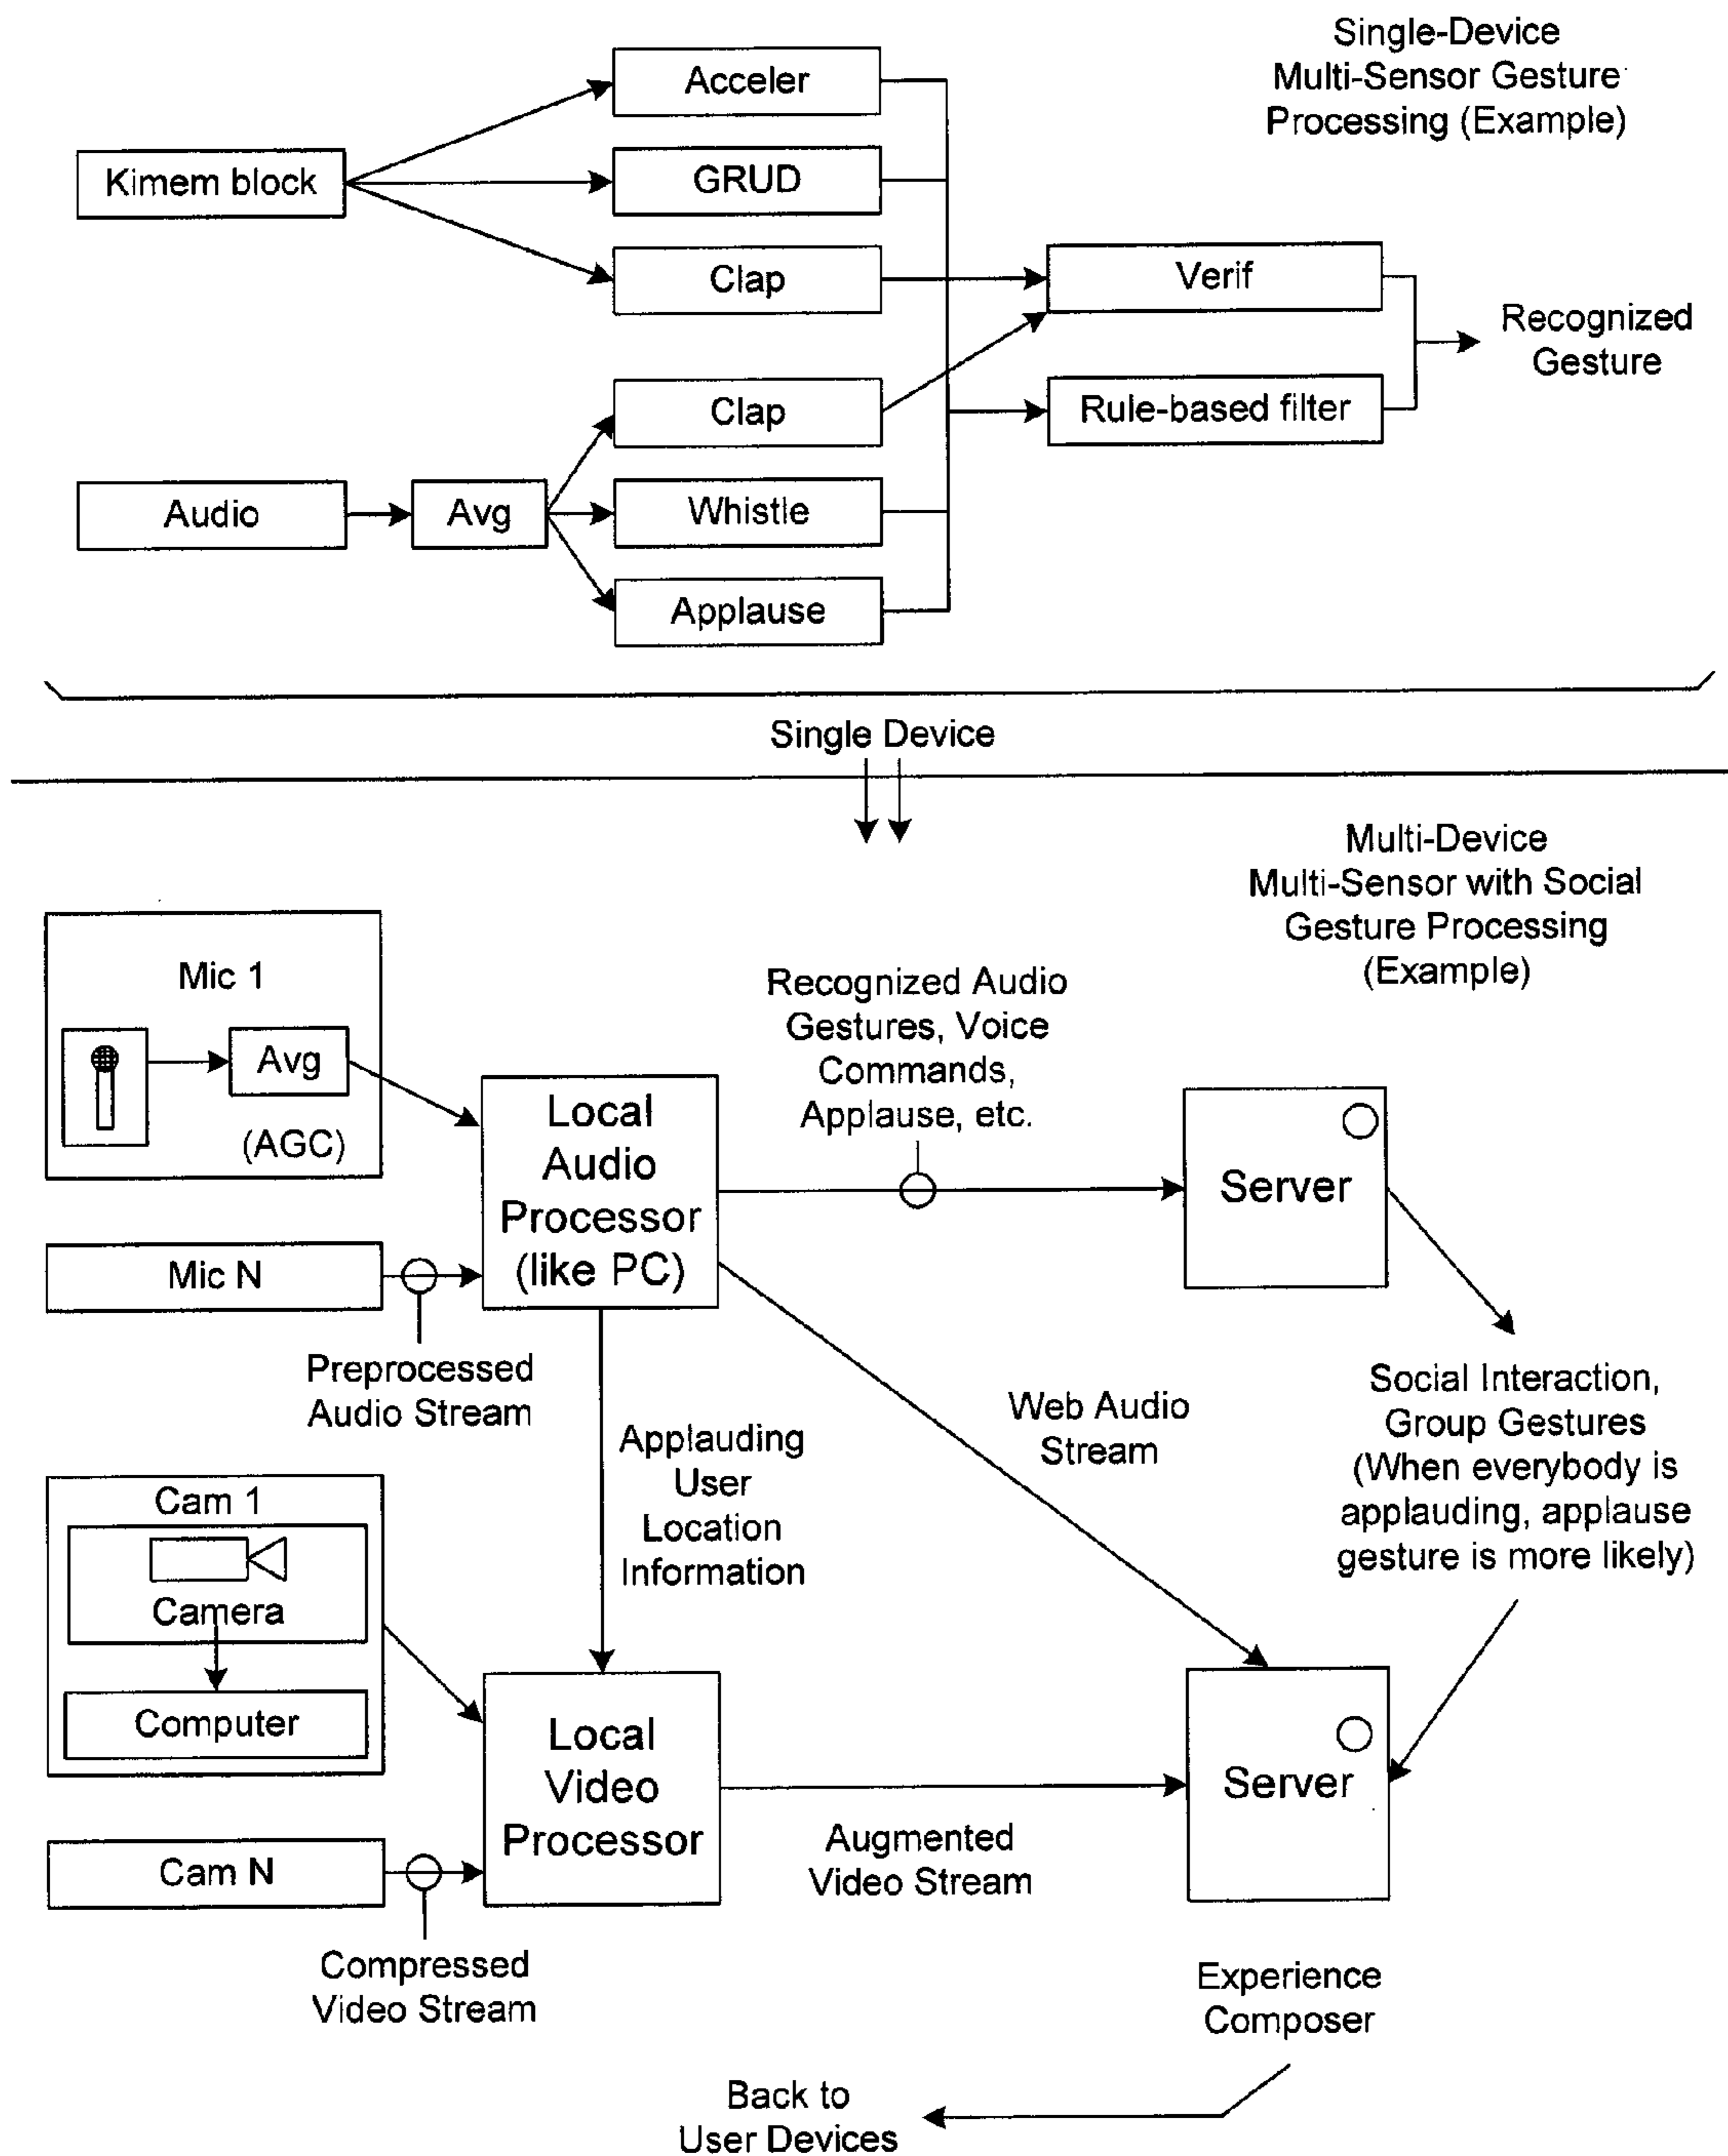 Single-Device
Multi-Sensor Gesture
Processing (Example)
Acceler
Kimem block
GRUD
Clap
Verif
Recognized
Gesture
Clap
Rule-based filter
Audio
Avg
Whistle
Applause
Single Device
Multi-Device
Multi-Sensor with Social
Gesture Processing
(Example)
Mic 1
Avg
(AGC)
Recognized Audio
Gestures, Voice
Commands,
Applause, etc.
Local
Audio
Processor
(like PC)
Server
Mic N
Preprocessed
Audio Stream
Applauding
User
Location
Information
Web Audio
Stream
Social Interaction,
Group Gestures
(When everybody is
applauding, applause
gesture is more likely)
Cam 1
Camera
Computer
Local
Video
Processor
Server
Cam N
Augmented
Video Stream
Compressed
Video Stream
Experience
Composer
Back to
User Devices